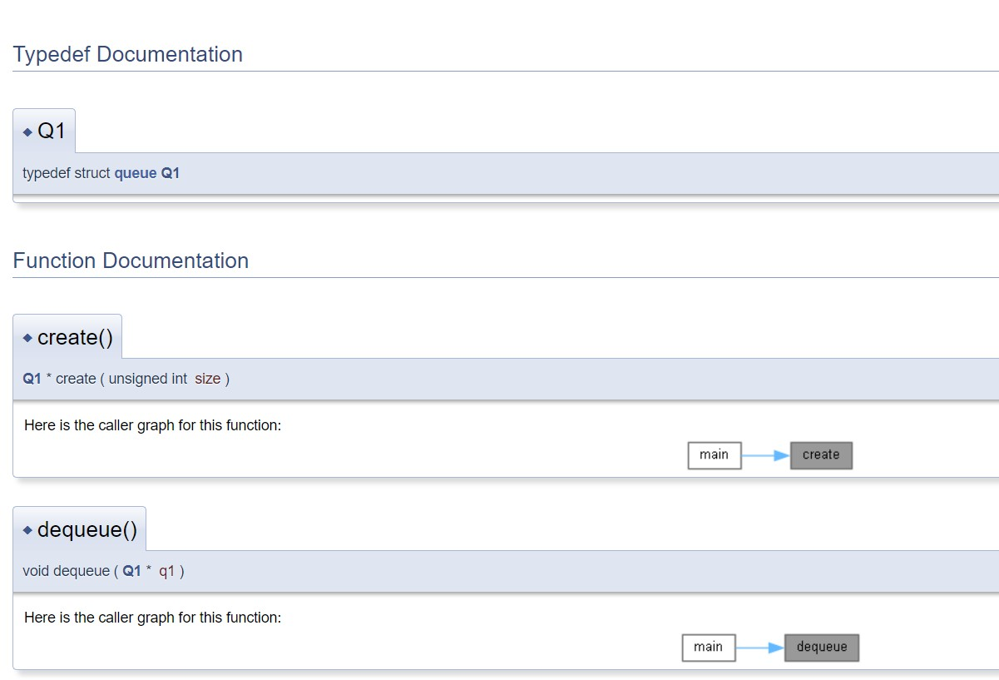 Typedef Documentation
◆ Q1
typedef struct queue Q1
Function Documentation
◆ create()
Q1 * create ( unsigned int size )
Here is the caller graph for this function:
main create
◆ dequeue()
void dequeue ( Q1 * q1 )
Here is the caller graph for this function:
main dequeue